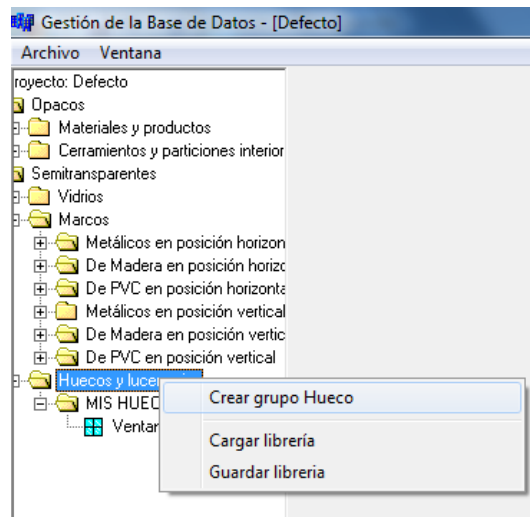 Gestión de la Base de Datos - [Defecto]
Archivo Ventana
royecto: Defecto
Opacos
Materiales y productos
Cerramientos y particiones interior
Semitransparentes
Vidrios
Marcos
Metálicos en posición horizon
De Madera en posición horizo
De PVC en posición horizonta
Metálicos en posición vertical
De Madera en posición vertic
De PVC en posición vertical
Huecos y lucer
Crear grupo Hueco
MIS HUEC
Ventan
Cargar librería
Guardar libreria